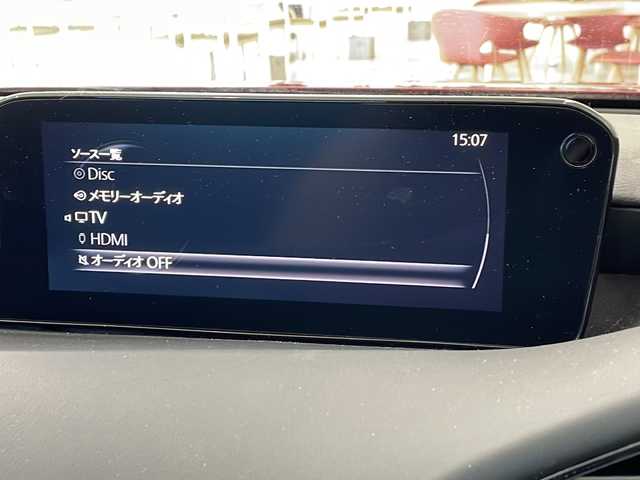 15:07
ソース一覧
Disc
メモリーオーディオ
TV
HDMI
オーディオ OFF